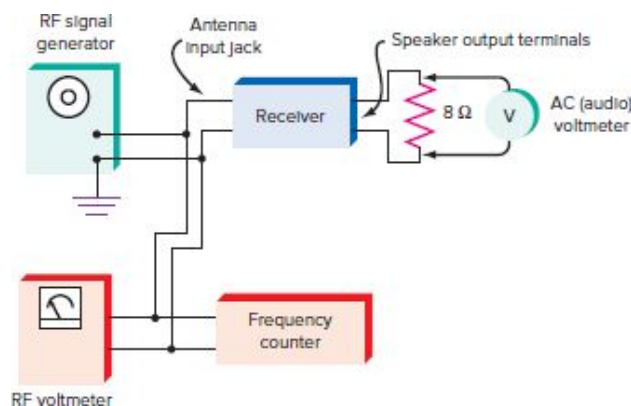 RF signal
generator
Antenna
input jack
Speaker output terminals
Receiver
8 Ω
V
AC (audio)
voltmeter
Frequency
counter
RF voltmeter